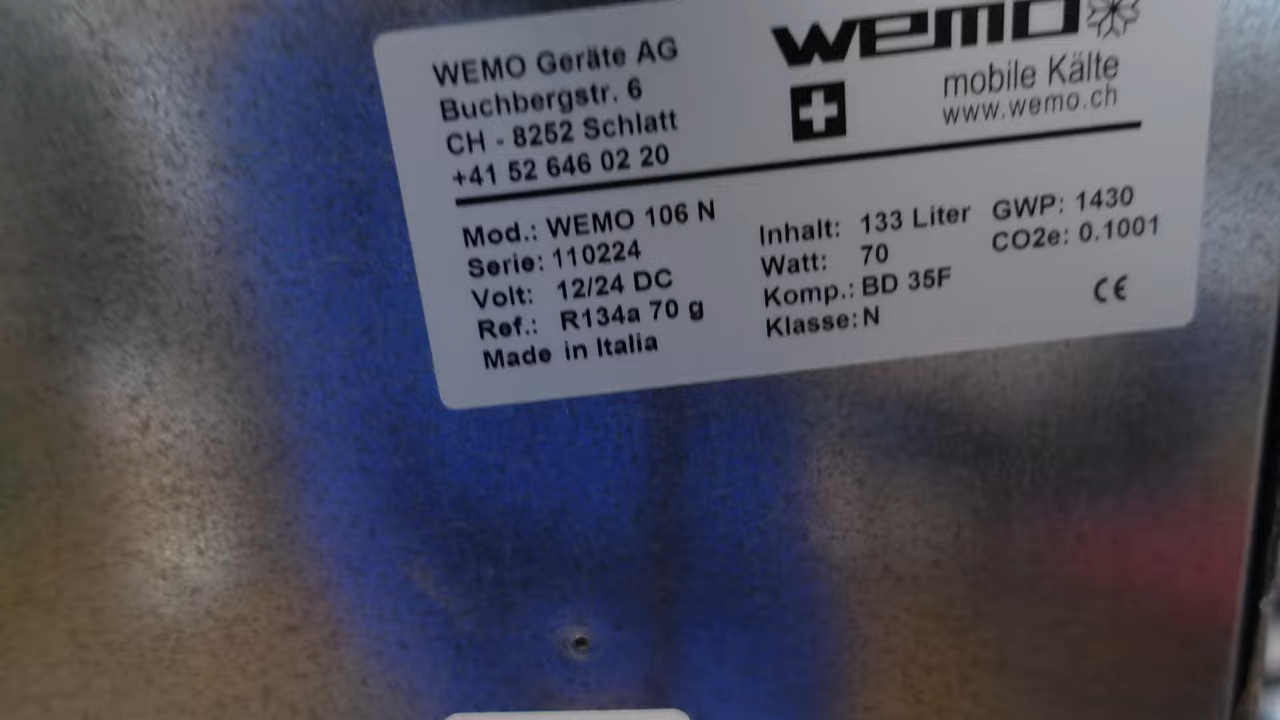 WEMO Geräte AG
Buchbergstr. 6
CH - 8252 Schlatt
+41 52 646 02 20
wemo
mobile Kälte
www.wemo.ch
Mod.: WEMO 106 N
Serie: 110224
Volt: 12/24 DC
Ref.: R134a 70 g
Made in Italia
Inhalt: 133 Liter
Watt: 70
Komp.: BD 35F
Klasse: N
GWP: 1430
CO2e: 0.1001
CE